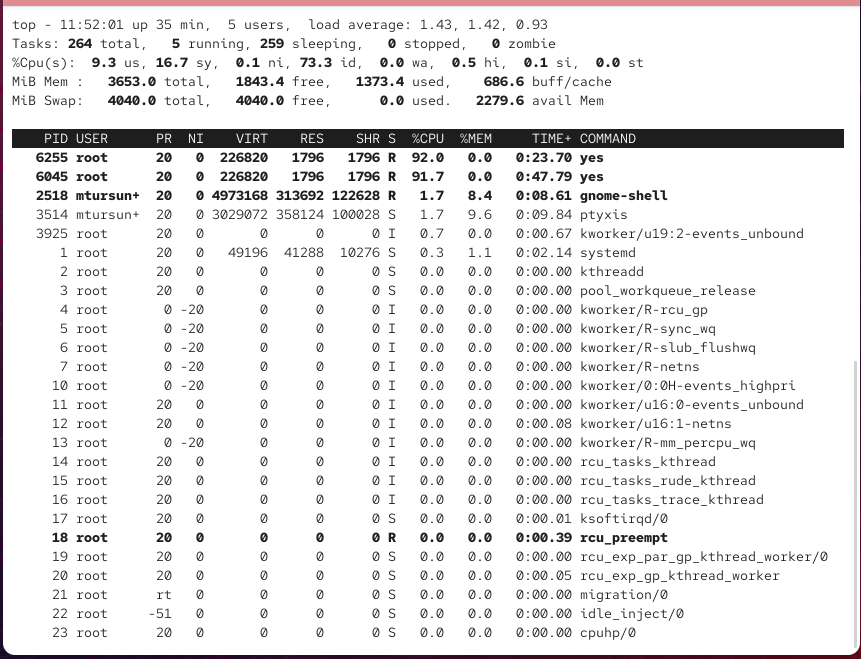 top - 11:52:01 up 35 min,  5 users,  load average: 1.43, 1.42, 0.93
Tasks: 264 total,   5 running, 259 sleeping,   0 stopped,   0 zombie
%Cpu(s):  9.3 us, 16.7 sy,  0.1 ni, 73.3 id,  0.0 wa,  0.5 hi,  0.1 si,  0.0 st
MiB Mem :   3653.0 total,   1843.4 free,   1373.4 used,    686.6 buff/cache
MiB Swap:   4040.0 total,   4040.0 free,      0.0 used.   2279.6 avail Mem
    PID USER      PR  NI    VIRT    RES    SHR S  %CPU  %MEM     TIME+ COMMAND
   6255 root      20   0  226820   1796   1796 R  92.0   0.0   0:23.70 yes
   6045 root      20   0  226820   1796   1796 R  91.7   0.0   0:47.79 yes
   2518 mtursun+  20   0 4973168 313692 122628 R   1.7   8.4   0:08.61 gnome-shell
   3514 mtursun+  20   0 3029072 358124 100028 S   1.7   9.6   0:09.84 ptyxis
   3925 root      20   0       0      0      0 I   0.7   0.0   0:00.67 kworker/u19:2-events_unbound
      1 root      20   0   49196  41288  10276 S   0.3   1.1   0:02.14 systemd
      2 root      20   0       0      0      0 S   0.0   0.0   0:00.00 kthreadd
      3 root      20   0       0      0      0 S   0.0   0.0   0:00.00 pool_workqueue_release
      4 root       0 -20       0      0      0 I   0.0   0.0   0:00.00 kworker/R-rcu_gp
      5 root       0 -20       0      0      0 I   0.0   0.0   0:00.00 kworker/R-sync_wq
      6 root       0 -20       0      0      0 I   0.0   0.0   0:00.00 kworker/R-slub_flushwq
      7 root       0 -20       0      0      0 I   0.0   0.0   0:00.00 kworker/R-netns
     10 root       0 -20       0      0      0 I   0.0   0.0   0:00.00 kworker/0:0H-events_highpri
     11 root      20   0       0      0      0 I   0.0   0.0   0:00.00 kworker/u16:0-events_unbound
     12 root      20   0       0      0      0 I   0.0   0.0   0:00.08 kworker/u16:1-netns
     13 root       0 -20       0      0      0 I   0.0   0.0   0:00.00 kworker/R-mm_percpu_wq
     14 root      20   0       0      0      0 I   0.0   0.0   0:00.00 rcu_tasks_kthread
     15 root      20   0       0      0      0 I   0.0   0.0   0:00.00 rcu_tasks_rude_kthread
     16 root      20   0       0      0      0 I   0.0   0.0   0:00.00 rcu_tasks_trace_kthread
     17 root      20   0       0      0      0 S   0.0   0.0   0:00.01 ksoftirqd/0
     18 root      20   0       0      0      0 R   0.0   0.0   0:00.39 rcu_preempt
     19 root      20   0       0      0      0 S   0.0   0.0   0:00.00 rcu_exp_par_gp_kthread_worker/0
     20 root      20   0       0      0      0 S   0.0   0.0   0:00.05 rcu_exp_gp_kthread_worker
     21 root      rt   0       0      0      0 S   0.0   0.0   0:00.00 migration/0
     22 root     -51   0       0      0      0 S   0.0   0.0   0:00.00 idle_inject/0
     23 root      20   0       0      0      0 S   0.0   0.0   0:00.00 cpuhp/0